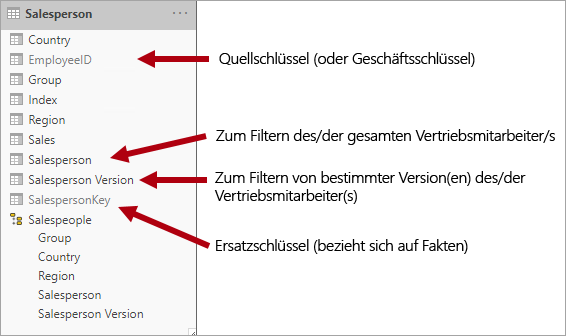 Salesperson ...
Country
EmployeeID
Quellschlüssel (oder Geschäftsschlüssel)
Group
Index
Region
Sales
Zum Filtern des/der gesamten Vertriebsmitarbeiter/s
Salesperson
Salesperson Version
Zum Filtern von bestimmter Version(en) des/der
Vertriebsmitarbeiter(s)
SalespersonKey
Salespeople
Group
Ersatzschlüssel (bezieht sich auf Fakten)
Country
Region
Salesperson
Salesperson Version